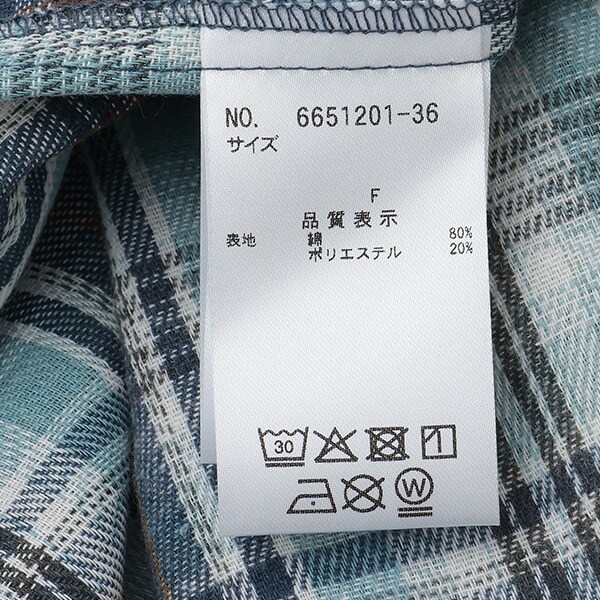 NO. 6651201-36
サイズ
F
品質表示
表地 綿 80%
ポリエステル 20%
30
W